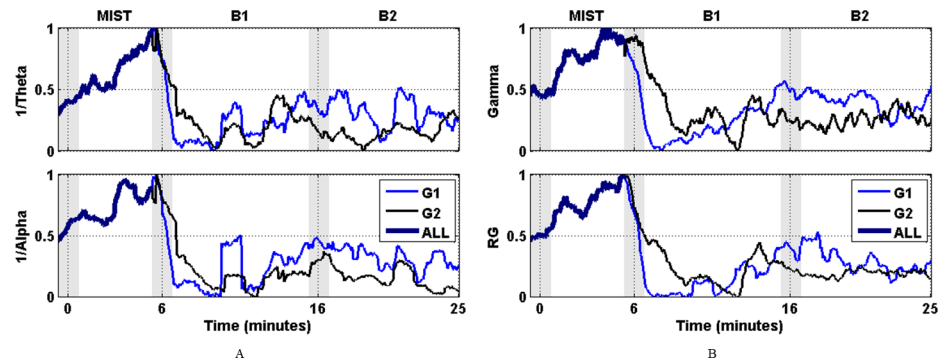 MIST B1 B2
1
1/Theta
0.5
0
1
1/Alpha
0.5
0
G1
G2
ALL
0 6 16 25
Time (minutes)
A
MIST B1 B2
1
Gamma
0.5
0
1
RG
0.5
0
G1
G2
ALL
0 6 16 25
Time (minutes)
B